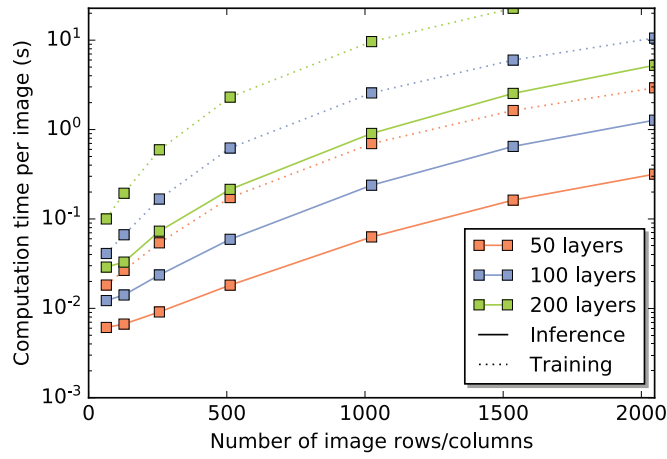 Computation time per image (s)
10^1
10^0
10^-1
10^-2
10^-3
0
500
1000
1500
2000
Number of image rows/columns
50 layers
100 layers
200 layers
Inference
Training